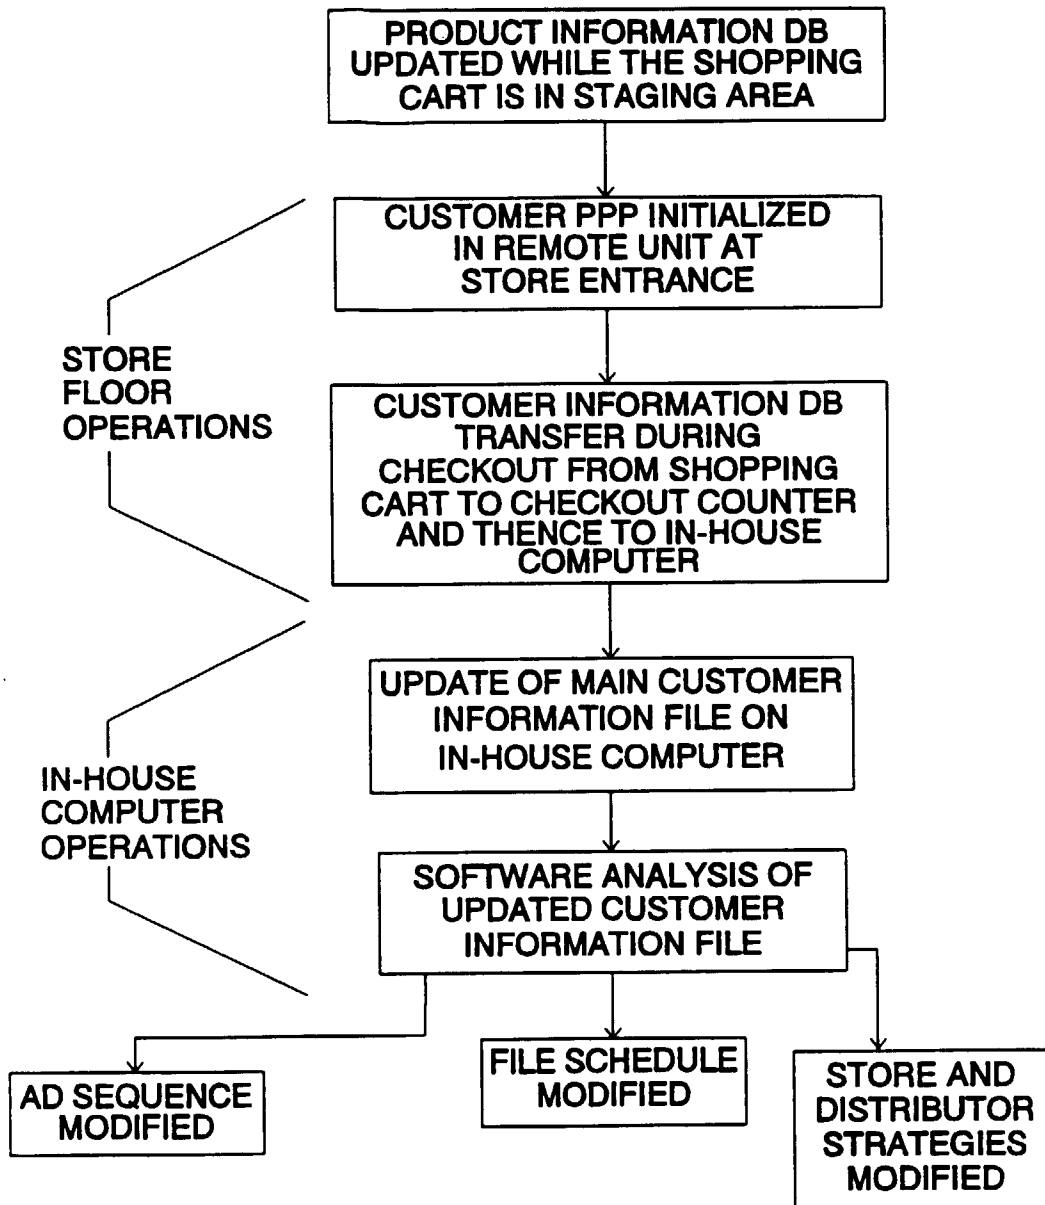 PRODUCT INFORMATION DB
UPDATED WHILE THE SHOPPING
CART IS IN STAGING AREA
CUSTOMER PPP INITIALIZED
IN REMOTE UNIT AT
STORE ENTRANCE
STORE
FLOOR
OPERATIONS
CUSTOMER INFORMATION DB
TRANSFER DURING
CHECKOUT FROM SHOPPING
CART TO CHECKOUT COUNTER
AND THENCE TO IN-HOUSE
COMPUTER
UPDATE OF MAIN CUSTOMER
INFORMATION FILE ON
IN-HOUSE COMPUTER
IN-HOUSE
COMPUTER
OPERATIONS
SOFTWARE ANALYSIS OF
UPDATED CUSTOMER
INFORMATION FILE
AD SEQUENCE
MODIFIED
FILE SCHEDULE
MODIFIED
STORE AND
DISTRIBUTOR
STRATEGIES
MODIFIED